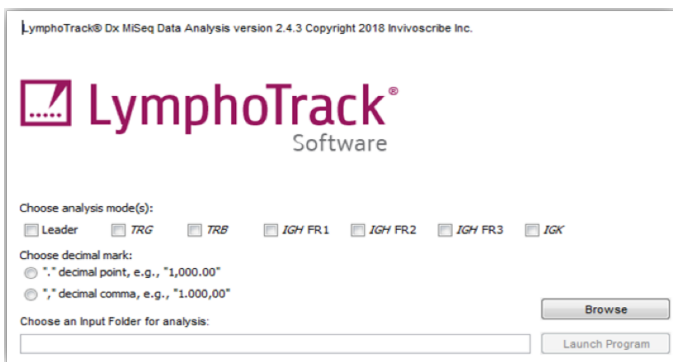 LymphoTrack® Dx MiSeq Data Analysis version 2.4.3 Copyright 2018 Invivoscribe Inc.
LymphoTrack®
Software
Choose analysis mode(s):
Leader TRG TRB IGH FR1 IGH FR2 IGH FR3 IGK
Choose decimal mark:
"." decimal point, e.g., "1,000.00"
"," decimal comma, e.g., "1.000,00"
Browse
Choose an Input Folder for analysis:
Launch Program